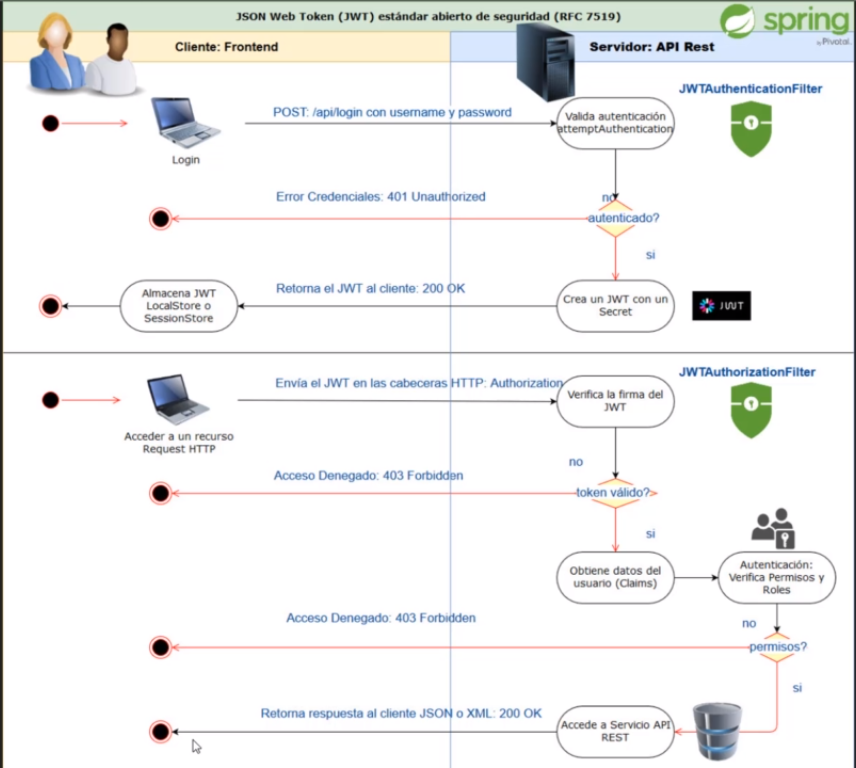 JSON Web Token (JWT) estándar abierto de seguridad (RFC 7519)
spring
by Pivotal.
Cliente: Frontend
Servidor: API Rest
JWTAuthenticationFilter
POST: /api/login con username y password
Valida autenticación
attemptAuthentication
Login
Error Credenciales: 401 Unauthorized
no
autenticado?
si
Retorna el JWT al cliente: 200 OK
Almacena JWT
LocalStore o
SessionStore
Crea un JWT con un
Secret
JWT
JWTAuthorizationFilter
Envía el JWT en las cabeceras HTTP: Authorization
Verifica la firma del
JWT
Acceder a un recurso
Request HTTP
no
Acceso Denegado: 403 Forbidden
token válido?
si
Obtiene datos del
usuario (Claims)
Autenticación:
Verifica Permisos y
Roles
Acceso Denegado: 403 Forbidden
no
permisos?
si
Retorna respuesta al cliente JSON o XML: 200 OK
Accede a Servicio API
REST